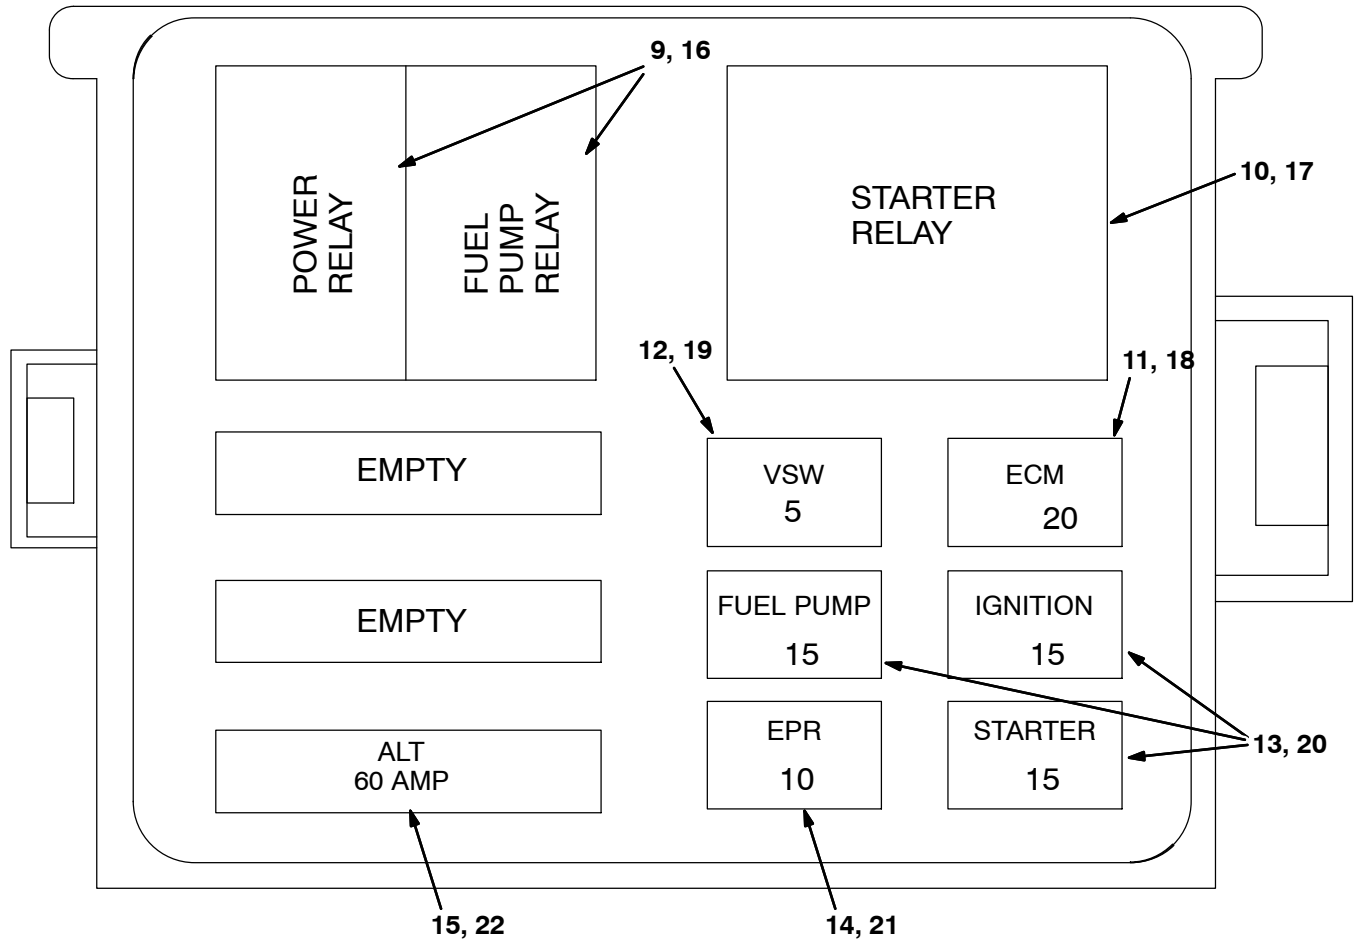 9, 16
POWER
RELAY
FUEL
PUMP
RELAY
STARTER
RELAY
10, 17
12, 19
11, 18
EMPTY
VSW
5
ECM
20
EMPTY
FUEL PUMP
15
IGNITION
15
ALT
60 AMP
EPR
10
STARTER
15
13, 20
15, 22
14, 21